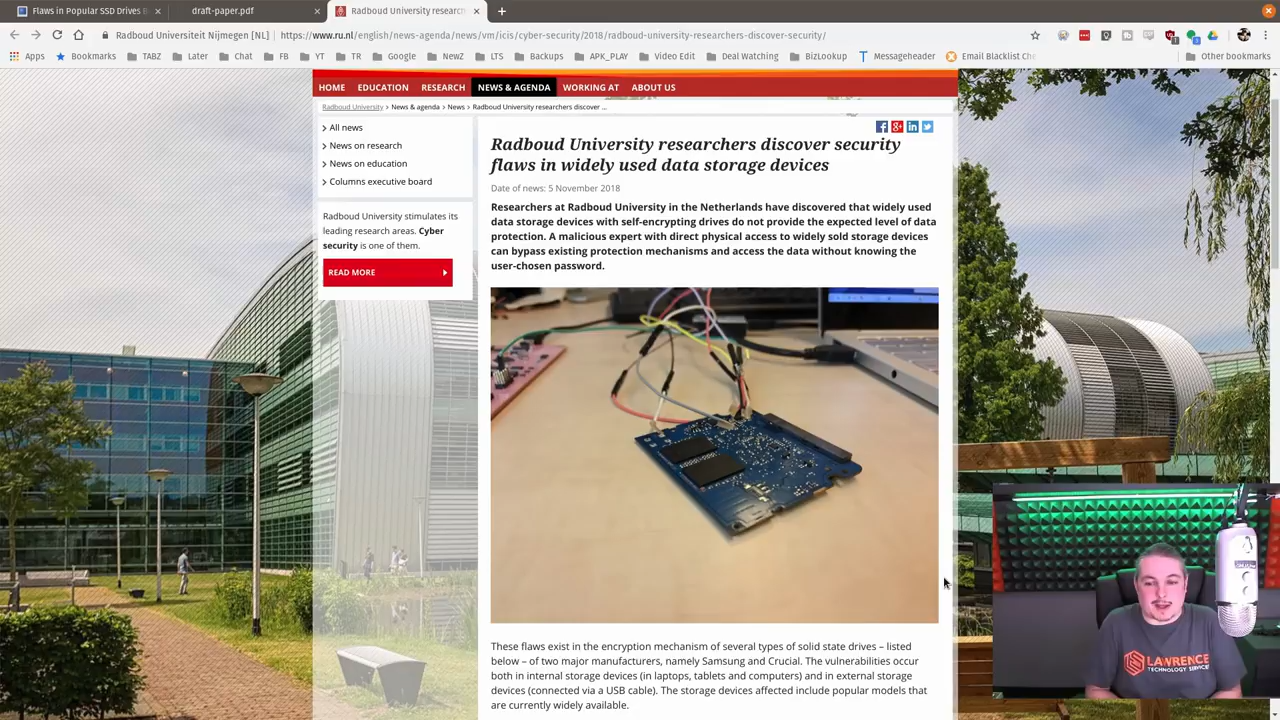 Flaws in Popular SSD Drives B
draft-paper.pdf
Radboud University research
Radboud Universiteit Nijmegen [NL]
https://www.ru.nl/english/news-agenda/news/vm/icis/cyber-security/2018/radboud-university-researchers-discover-security/
Apps Bookmarks TABZ Later Chat FB YT TR Google NewZ LTS Backups APK_PLAY Video Edit Deal Watching BizLookup Messageheader Email Blacklist Che Other bookmarks
HOME EDUCATION RESEARCH NEWS & AGENDA WORKING AT ABOUT US
Radboud University > News & agenda > News > Radboud University researchers discover ...
All news
News on research
News on education
Columns executive board
Radboud University stimulates its
leading research areas. Cyber
security is one of them.
READ MORE
Radboud University researchers discover security
flaws in widely used data storage devices
Date of news: 5 November 2018
Researchers at Radboud University in the Netherlands have discovered that widely used
data storage devices with self-encrypting drives do not provide the expected level of data
protection. A malicious expert with direct physical access to widely sold storage devices
can bypass existing protection mechanisms and access the data without knowing the
user-chosen password.
These flaws exist in the encryption mechanism of several types of solid state drives – listed
below – of two major manufacturers, namely Samsung and Crucial. The vulnerabilities occur
both in internal storage devices (in laptops, tablets and computers) and in external storage
devices (connected via a USB cable). The storage devices affected include popular models that
are currently widely available.
LAWRENCE
TECHNOLOGY SERVICES